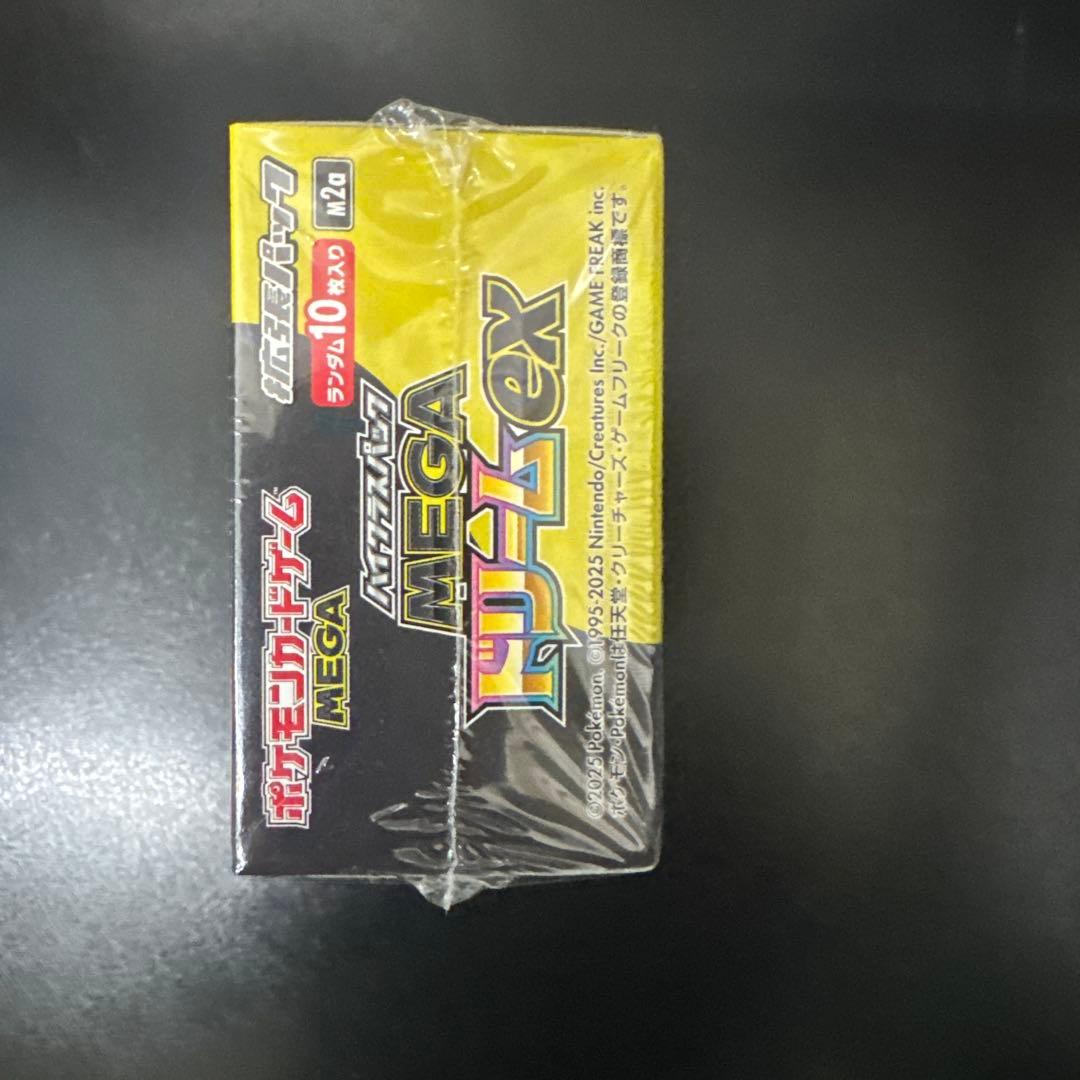 ポケモンカードゲーム™
MEGA
拡張パック
ランダム10枚入り
M2a
ハイクラスパック
MEGA
ドリームex
©2025 Pokémon. ©1995-2025 Nintendo/Creatures Inc./GAME FREAK inc.
ポケモン・Pokémonは任天堂・クリーチャーズ・ゲームフリークの登録商標です。